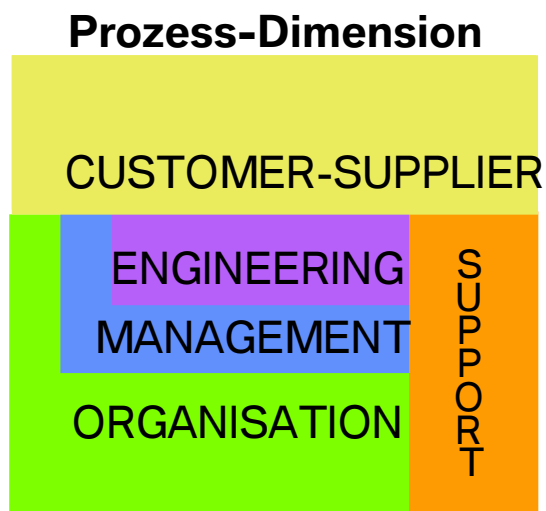 Prozess-Dimension
CUSTOMER-SUPPLIER
ENGINEERING
MANAGEMENT
ORGANISATION
SUPPORT